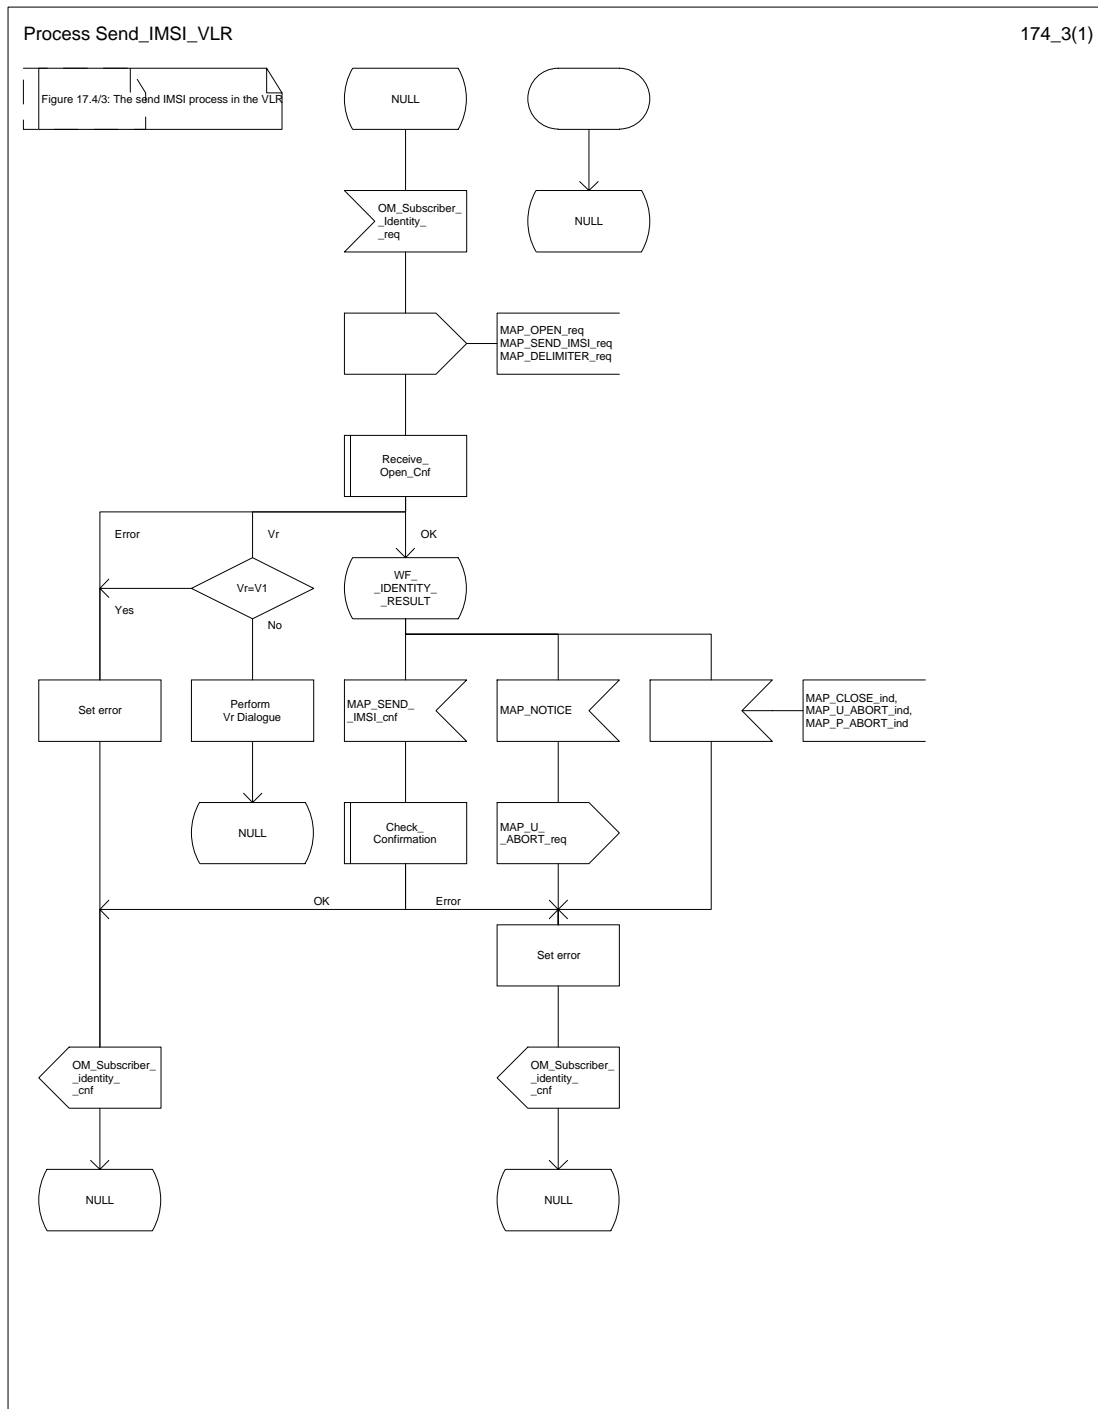 Process Send_IMSI_VLR
174_3(1)
Figure 17.4/3: The send IMSI process in the VLR
NULL
OM_Subscriber_
_Identity_
_req
NULL
MAP_OPEN_req
MAP_SEND_IMSI_req
MAP_DELIMITER_req
Receive_
Open_Cnf
Error
Vr
OK
Vr=V1
WF_
_IDENTITY_
_RESULT
Yes
No
Set error
Perform
Vr Dialogue
MAP_SEND_
_IMSI_cnf
MAP_NOTICE
MAP_CLOSE_ind,
MAP_U_ABORT_ind,
MAP_P_ABORT_ind
NULL
Check_
Confirmation
MAP_U_
_ABORT_req
OK
Error
Set error
OM_Subscriber_
_identity_
_cnf
OM_Subscriber_
_identity_
_cnf
NULL
NULL